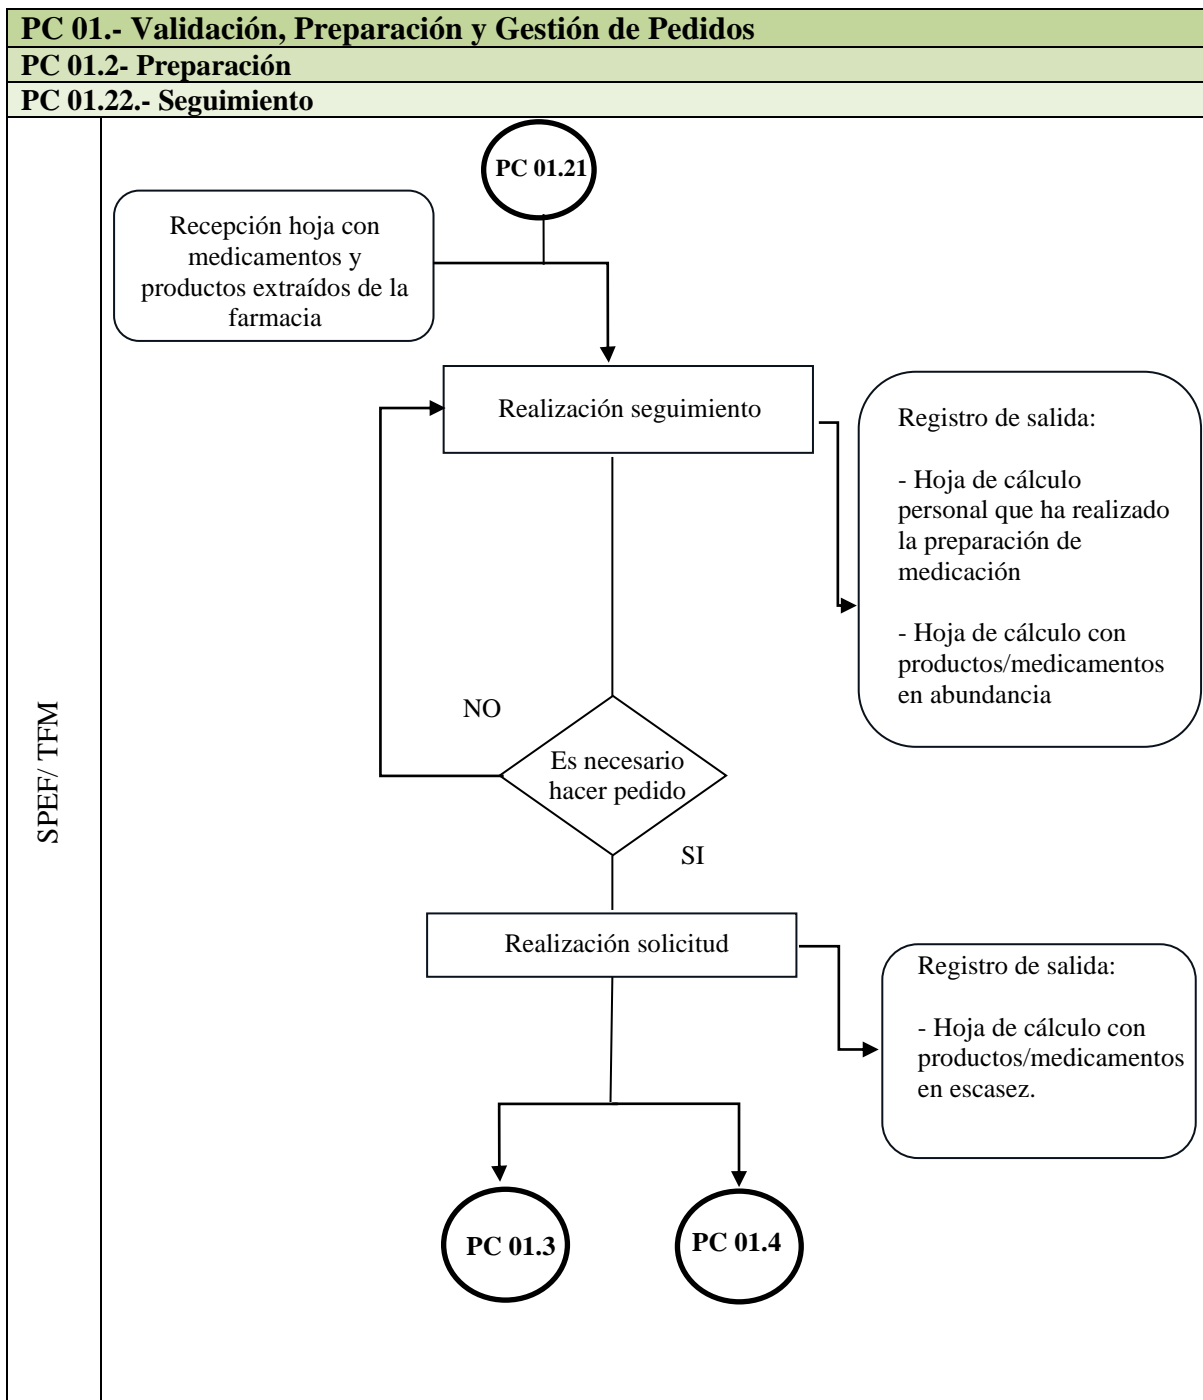 PC 01.- Validación, Preparación y Gestión de Pedidos
PC 01.2- Preparación
PC 01.22.- Seguimiento
SPEF/ TFM
PC 01.21
Recepción hoja con
medicamentos y
productos extraídos de la
farmacia
Realización seguimiento
Registro de salida:
- Hoja de cálculo
personal que ha realizado
la preparación de
medicación
- Hoja de cálculo con
productos/medicamentos
en abundancia
NO
Es necesario
hacer pedido
SI
Realización solicitud
Registro de salida:
- Hoja de cálculo con
productos/medicamentos
en escasez.
PC 01.3
PC 01.4